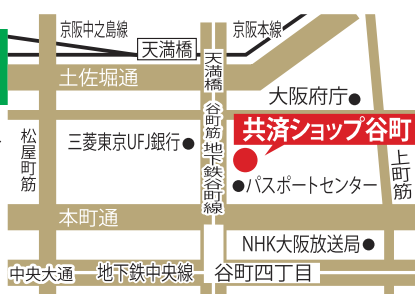 京阪中之島線
京阪本線
天満橋
天満橋
土佐堀通
大阪府庁
谷町筋
共済ショップ谷町
松屋町筋
三菱東京UFJ銀行
地下鉄谷町線
上町筋
パスポートセンター
本町通
NHK大阪放送局
中央大通
地下鉄中央線
谷町四丁目